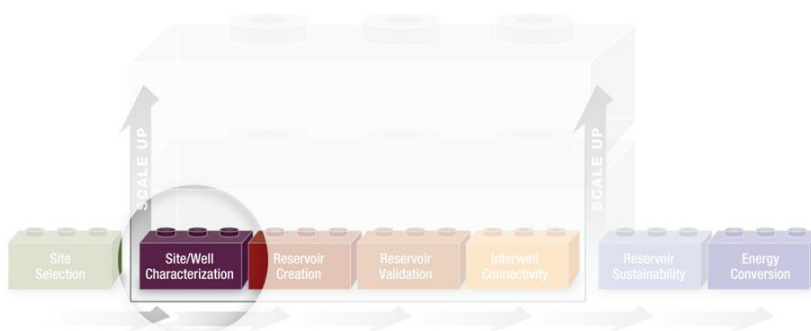 SCALE UP
SCALE UP
Site
Selection
Site/Well
Characterization
Reservoir
Creation
Reservoir
Validation
Interwell
Connectivity
Reservoir
Sustainability
Energy
Conversion